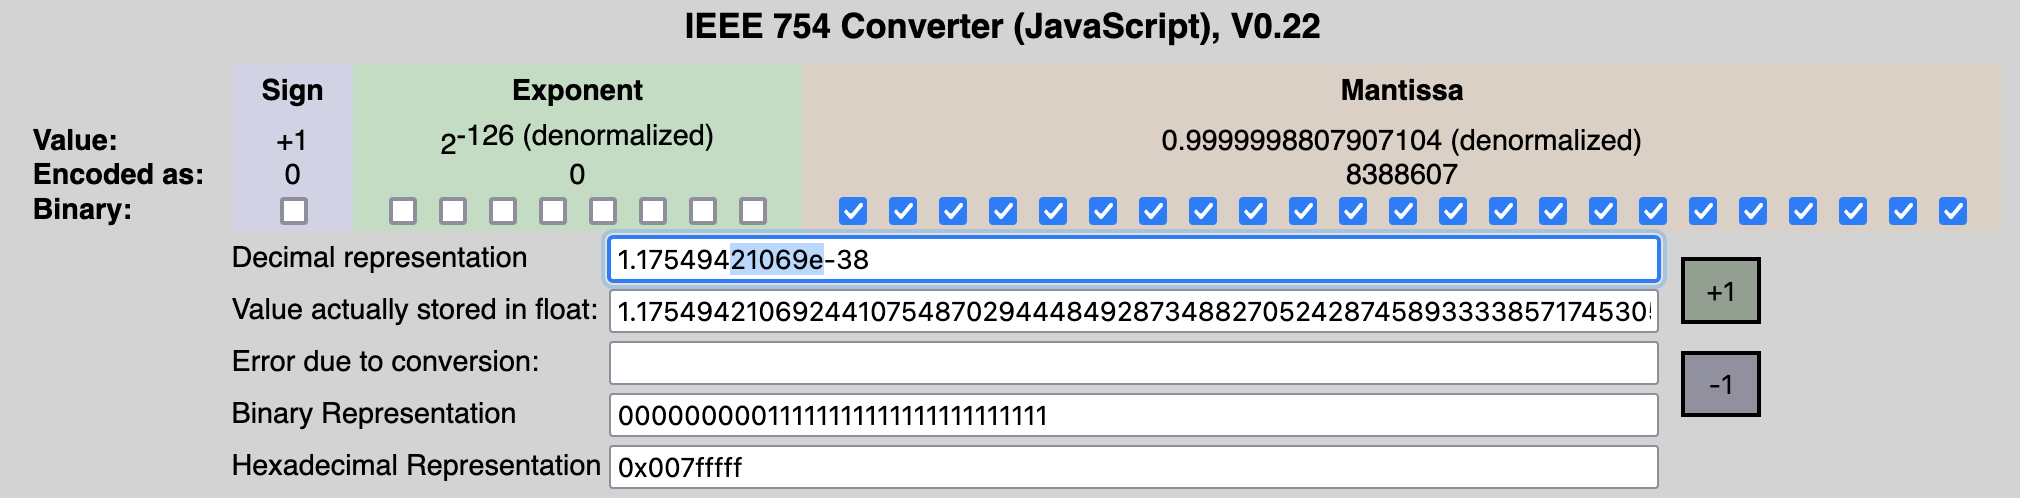 IEEE 754 Converter (JavaScript), V0.22
Sign Exponent Mantissa
Value: +1 2-126 (denormalized) 0.9999998807907104 (denormalized)
Encoded as: 0 0 8388607
Binary:
Decimal representation 1.17549421069e-38
+1
Value actually stored in float: 1.175494210692441075487029444849287348827052428745893333857174530
Error due to conversion:
-1
Binary Representation 00000000011111111111111111111111
Hexadecimal Representation 0x007fffff